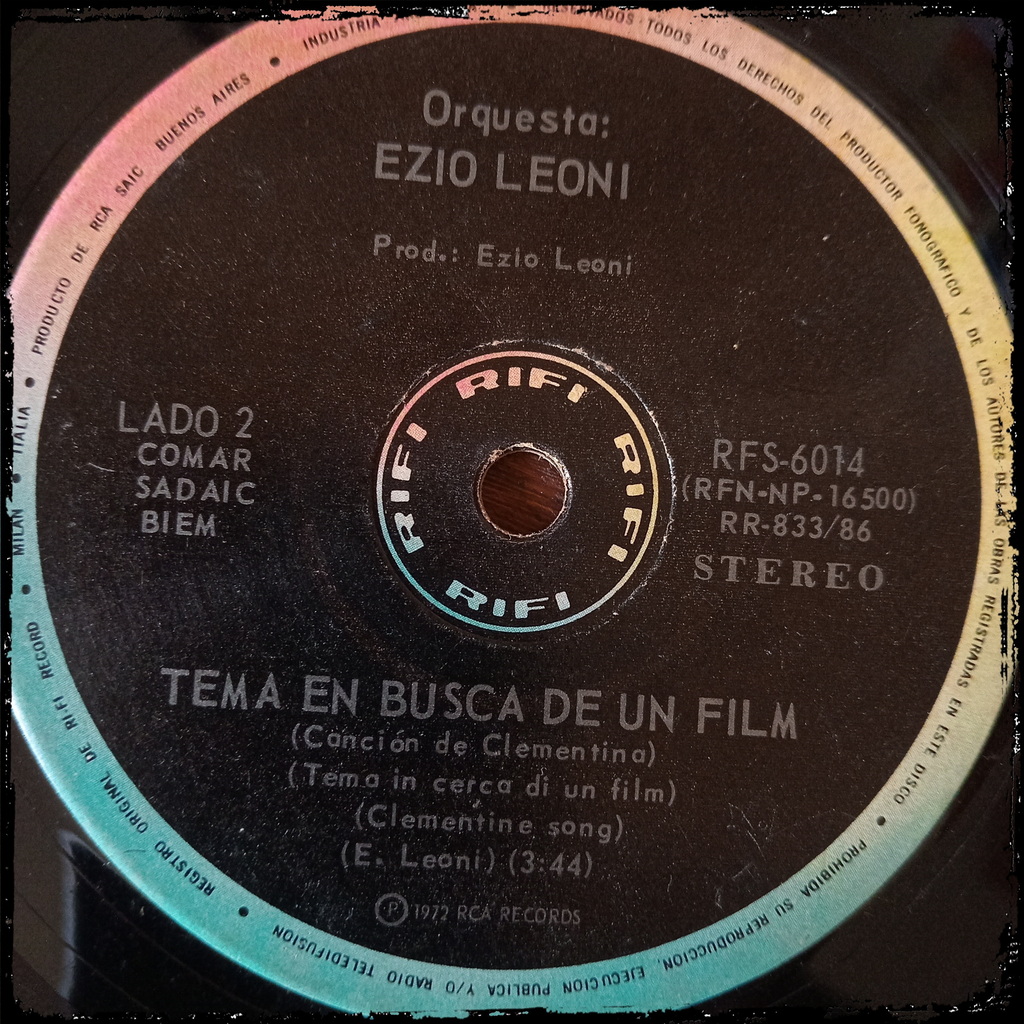 Orquesta:
EZIO LEONI
Prod.: Ezio Leoni
LADO 2
COMAR
SADAIC
BIEM
RIFI
RIFI
RIFI
RIFI
RIFI
RFS-6014
(RFN-NP-16500)
RR-833/86
STEREO
TEMA EN BUSCA DE UN FILM
(Canción de Clementina)
(Tema in cerca di un film)
(Clementine song)
(E. Leoni) (3:44)
Ⓟ 1972 RCA RECORDS
REGISTRO ORIGINAL DE RI-FI RECORD • MILAN • ITALIA • PRODUCTO DE RCA SAIC BUENOS AIRES • INDUSTRIA
TODOS LOS DERECHOS DEL PRODUCTOR FONOGRAFICO Y DE LOS AUTORES DE LAS OBRAS REGISTRADAS EN ESTE DISCO • PROHIBIDA SU REPRODUCCION, EJECUCION PUBLICA Y/O RADIO TELEDIFUSION •